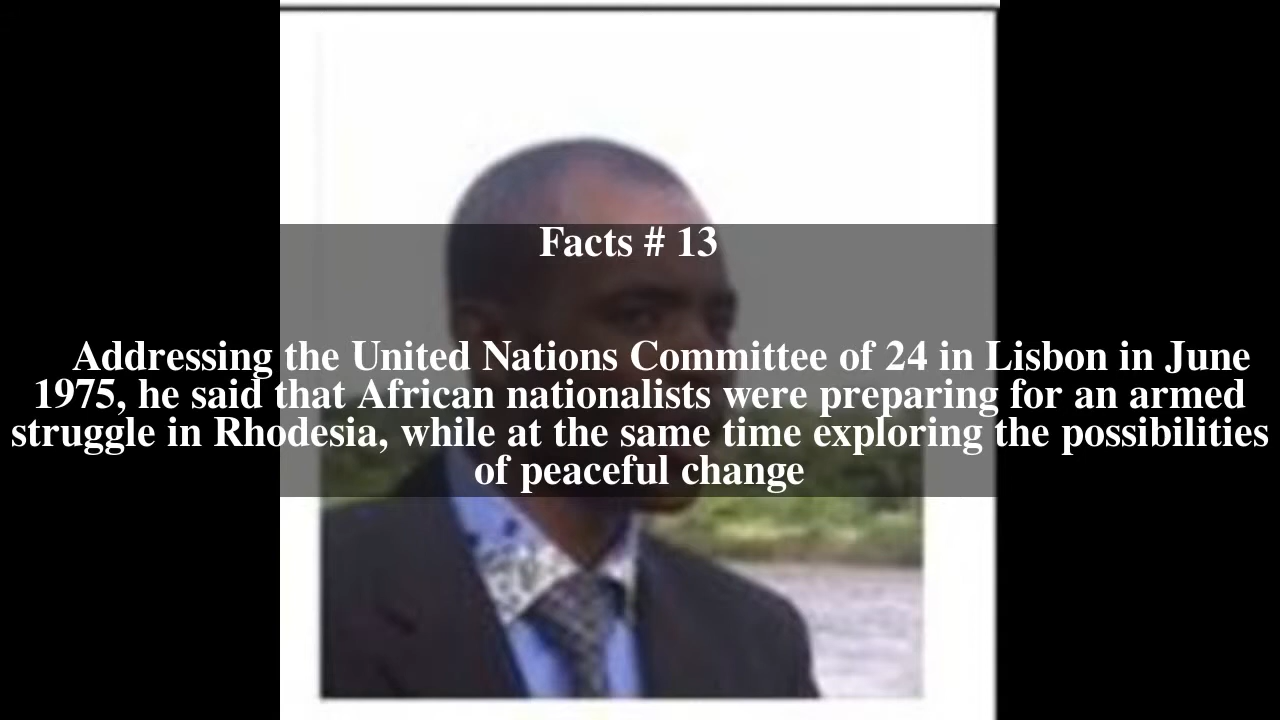 Facts # 13
Addressing the United Nations Committee of 24 in Lisbon in June
1975, he said that African nationalists were preparing for an armed
struggle in Rhodesia, while at the same time exploring the possibilities
of peaceful change